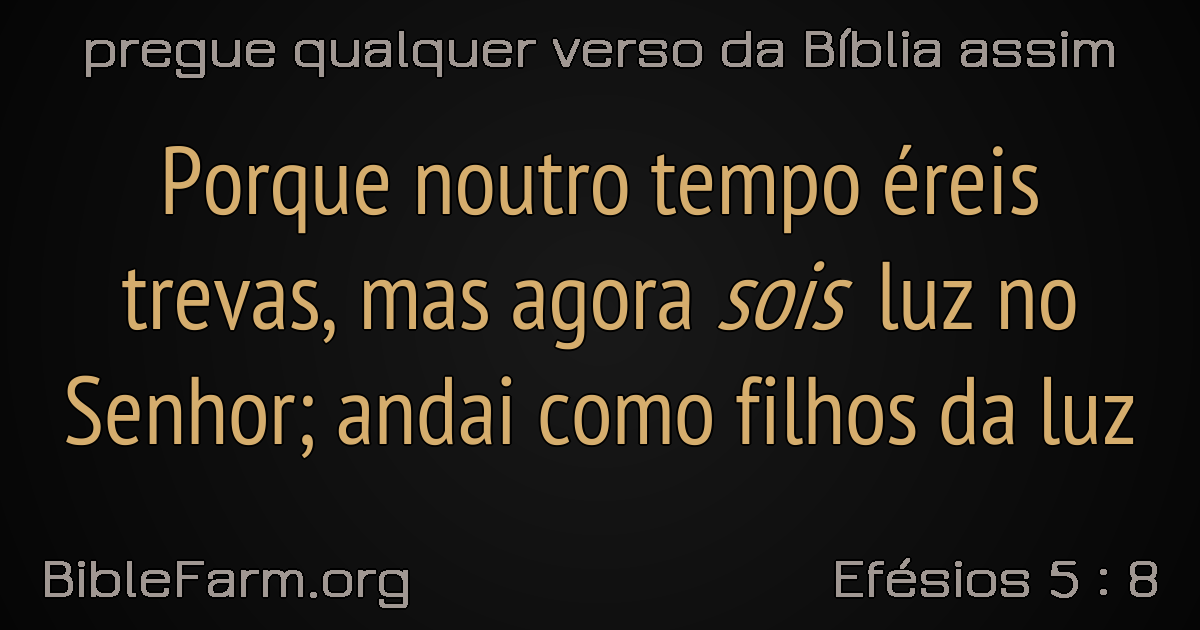 pregue qualquer verso da Bíblia assim
Porque noutro tempo éreis
trevas, mas agora sois luz no
Senhor; andai como filhos da luz
BibleFarm.org
Efésios 5 : 8